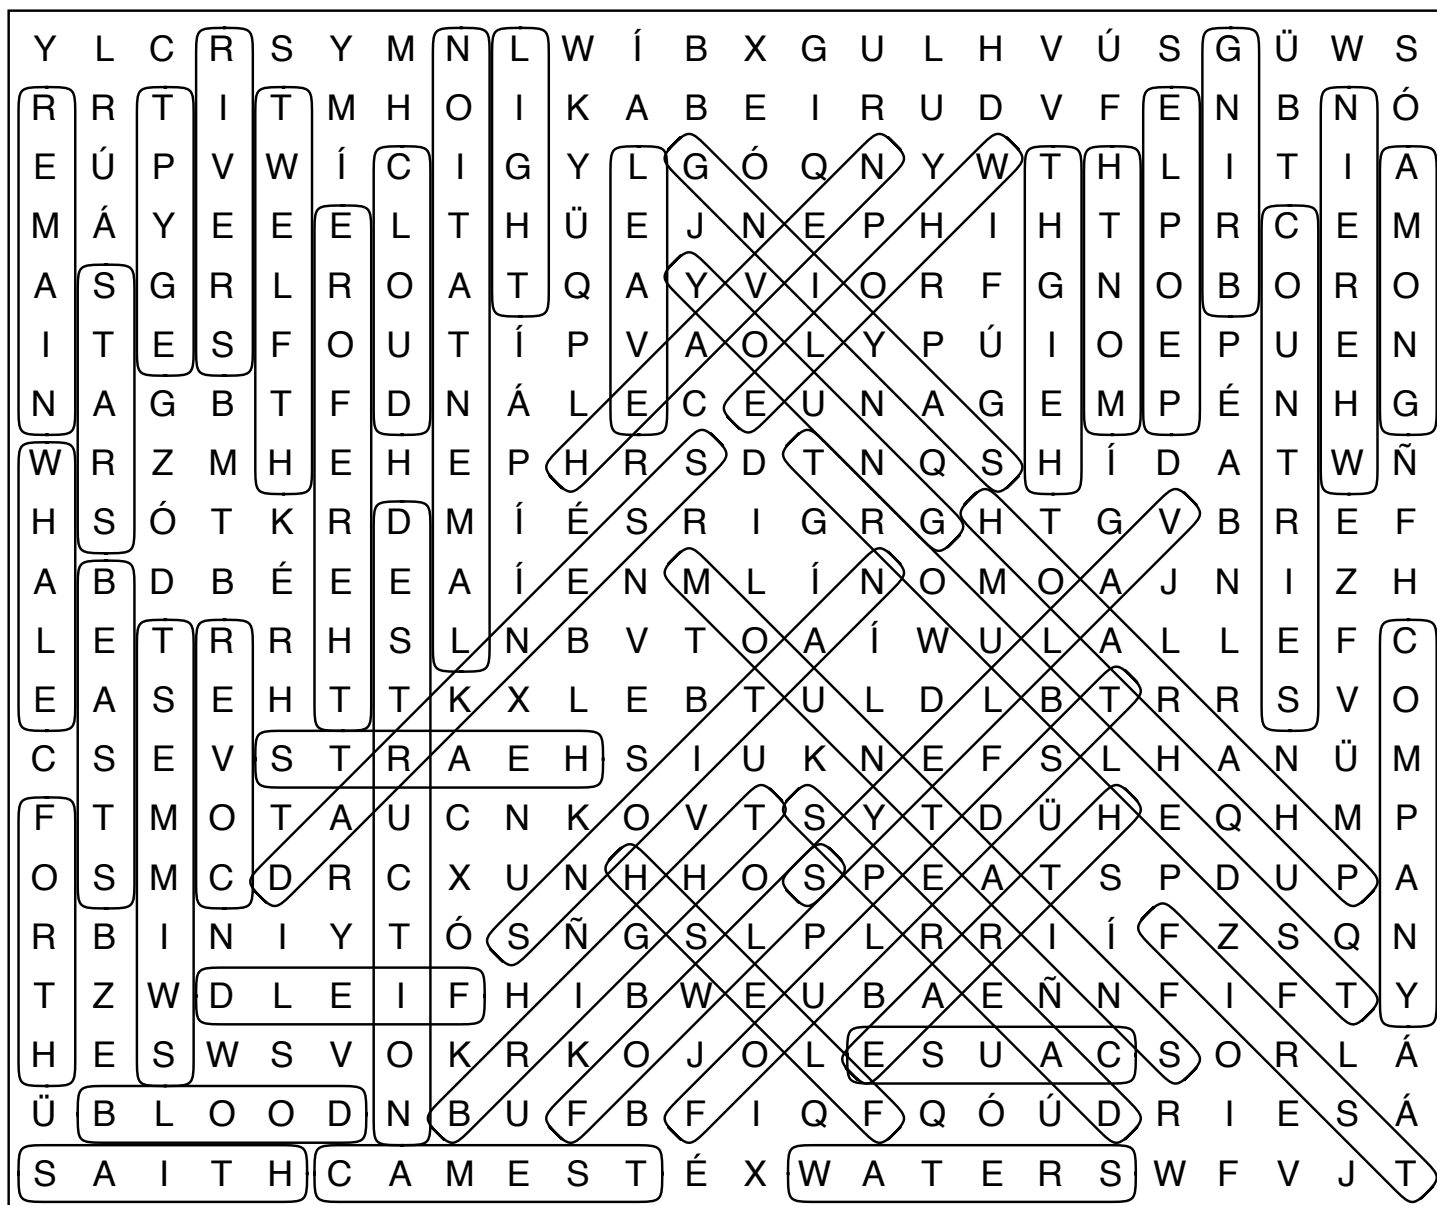 Y L C R S Y M N L W Í B X G U L H V Ú S G Ü W S
R R T I T M H O I K A B E I R U D V F E N B N Ó
E Ú P V W Í C I G Y L G Ó Q N Y W T H L I T I A
M Á Y E E E L T H Ü E J N E P H I H T P R C E M
A S G R L R O A T Q A Y V I O R F G N O B O R O
I T E S F O U T Í P V A O L Y P Ú I O E P U E N
N A G B T F D N Á L E C E U N A G E M P É N H G
W R Z M H E H E P H R S D T N Q S H Í D A T W Ñ
H S Ó T K R D M Í É S R I G R G H T G V B R E F
A B D B É E E A Í E N M L Í N O M O A J N I Z H
L E T R R H S L N B V T O A Í W U L A L L E F C
E A S E H T T K X L E B T U L D L B T R R S V O
C S E V S T R A E H S I U K N E F S L H A N Ü M
F T M O T A U C N K O V T S Y T D Ü H E Q H M P
O S M C D R C X U N H H O S P E A T S P D U P A
R B I N I Y T Ó S Ñ G S L P L R R I Í F Z S Q N
T Z W D L E I F H I B W E U B A E Ñ N F I F T Y
H E S W S V O K R K O J O L E S U A C S O R L Á
Ü B L O O D N B U F B F I Q F Q Ó Ú D R I E S Á
S A I T H C A M E S T É X W A T E R S W F V J T